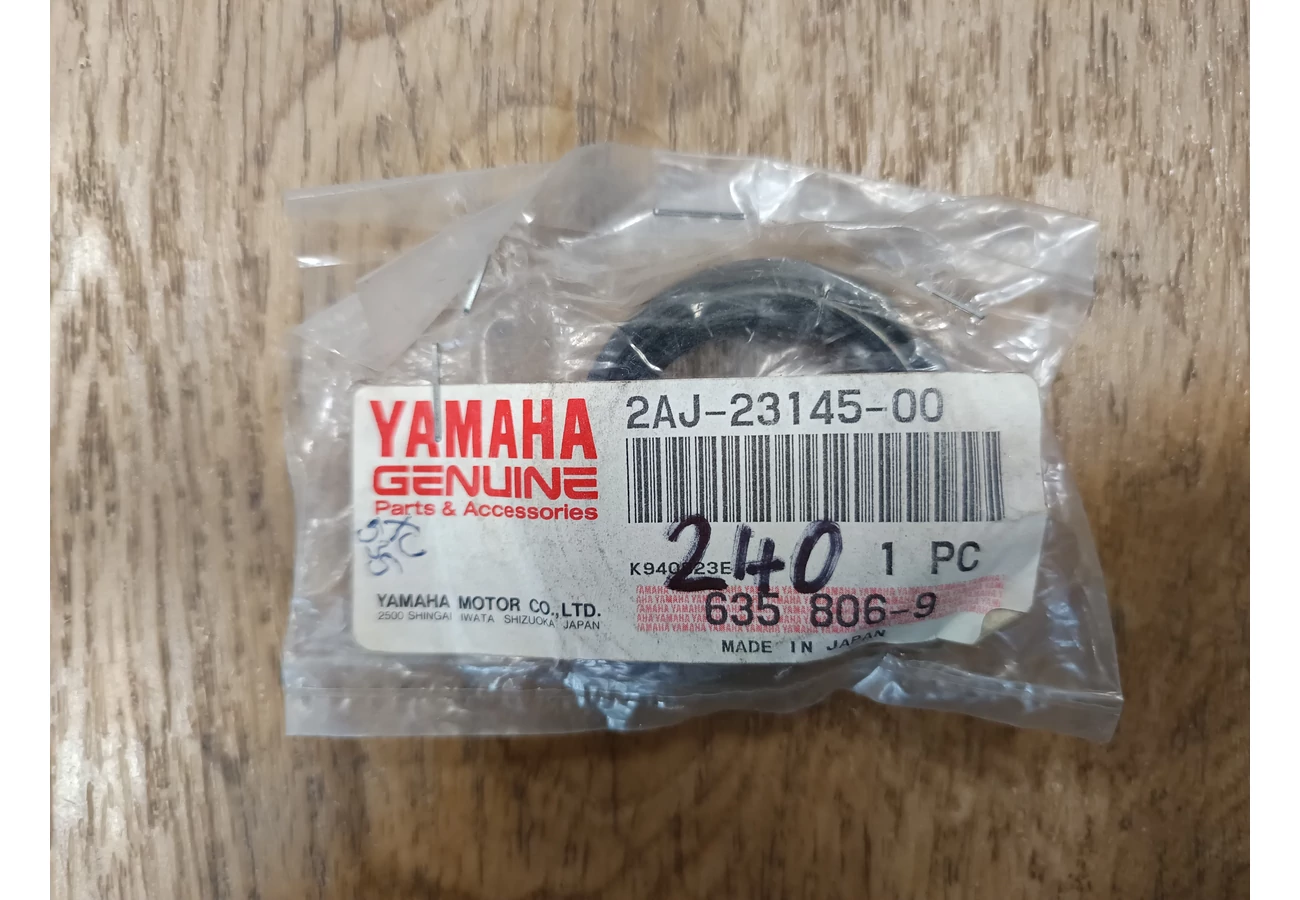 YAMAHA
GENUINE
Parts & Accessories
YAMAHA MOTOR CO.,LTD.
2500 SHINGAI IWATA SHIZUOKA JAPAN
2AJ-23145-00
240
1 PC
635 806-9
MADE IN JAPAN